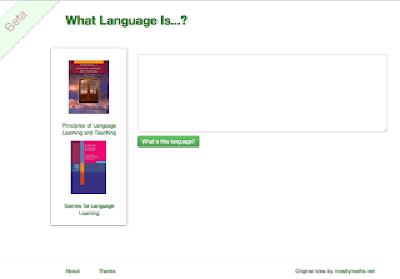 Beta
What Language Is...?
Principles of Language
Learning and Teaching
Games for Language
Learning
What's this language?
About
Thanks
Original idea by mostlymaths.net